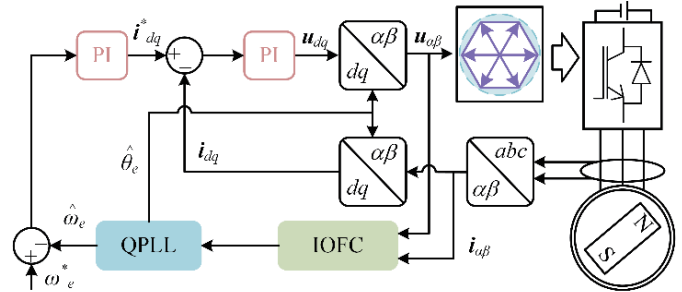 PI
i*dq
+
−
PI
udq
αβ
dq
uαβ
θ̂e
idq
αβ
dq
abc
αβ
N
S
ω̂e
−
+
QPLL
IOFC
iαβ
ω*e